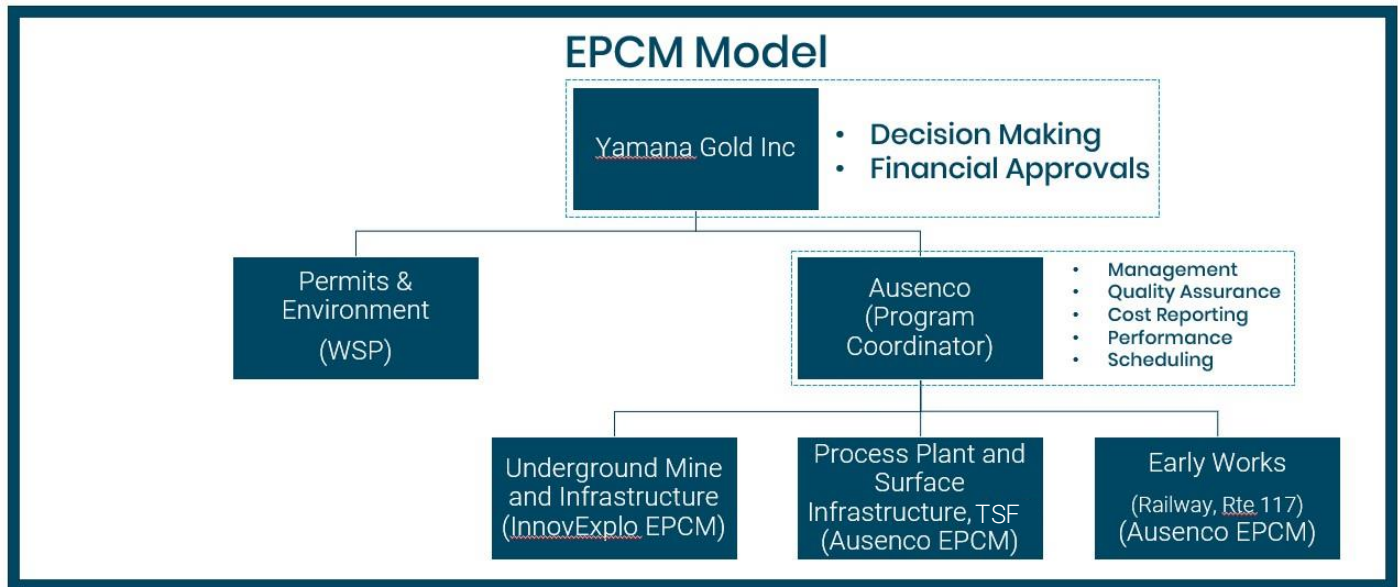 EPCM Model
Yamana Gold Inc
• Decision Making
• Financial Approvals
Permits &
Environment
(WSP)
Ausenco
(Program
Coordinator)
• Management
• Quality Assurance
• Cost Reporting
• Performance
• Scheduling
Underground Mine
and Infrastructure
(InnovExplo EPCM)
Process Plant and
Surface
Infrastructure, TSF
(Ausenco EPCM)
Early Works
(Railway, Rte 117)
(Ausenco EPCM)